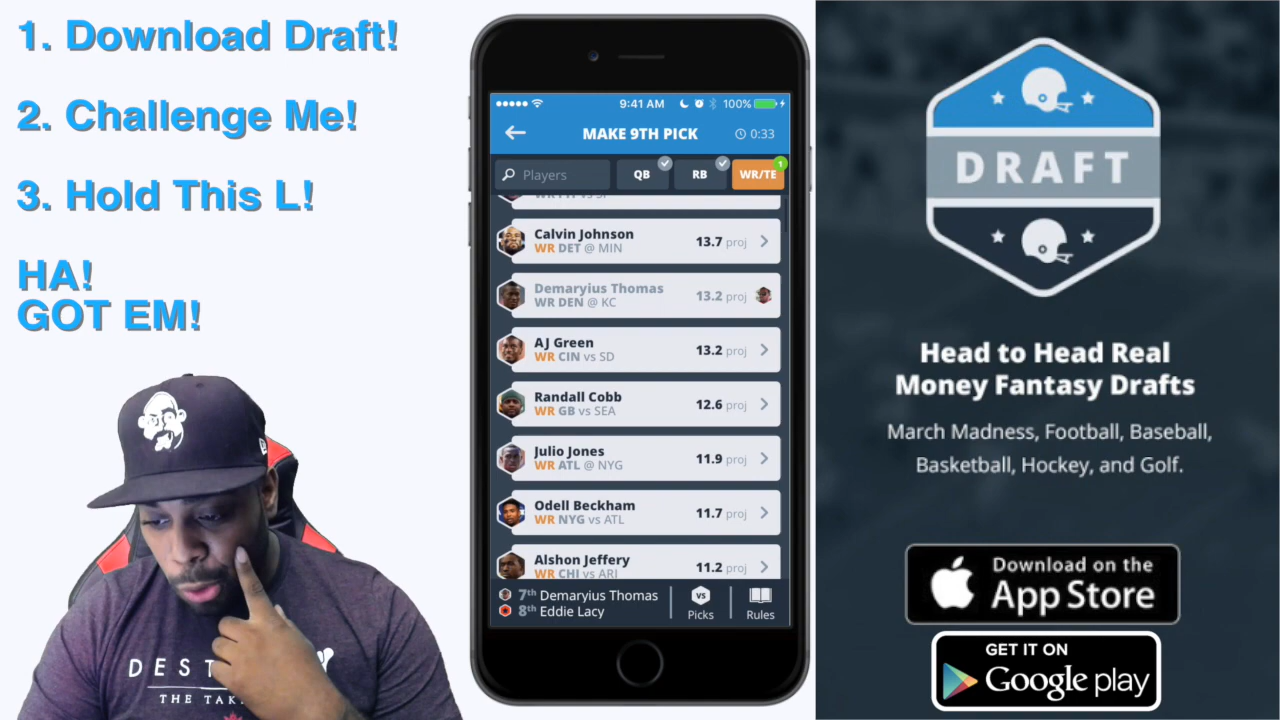 1. Download Draft!
2. Challenge Me!
3. Hold This L!
HA!
GOT EM!
DEST
THE TAK
9:41 AM
100%
MAKE 9TH PICK
0:33
Players
QB
RB
WR/TE
1
Calvin Johnson
WR DET @ MIN
13.7 proj
Demaryius Thomas
WR DEN @ KC
13.2 proj
AJ Green
WR CIN vs SD
13.2 proj
Randall Cobb
WR GB vs SEA
12.6 proj
Julio Jones
WR ATL @ NYG
11.9 proj
Odell Beckham
WR NYG vs ATL
11.7 proj
Alshon Jeffery
WR CHI vs ARI
11.2 proj
7th Demaryius Thomas
8th Eddie Lacy
VS
Picks
Rules
DRAFT
Head to Head Real
Money Fantasy Drafts
March Madness, Football, Baseball,
Basketball, Hockey, and Golf.
Download on the
App Store
GET IT ON
Google play